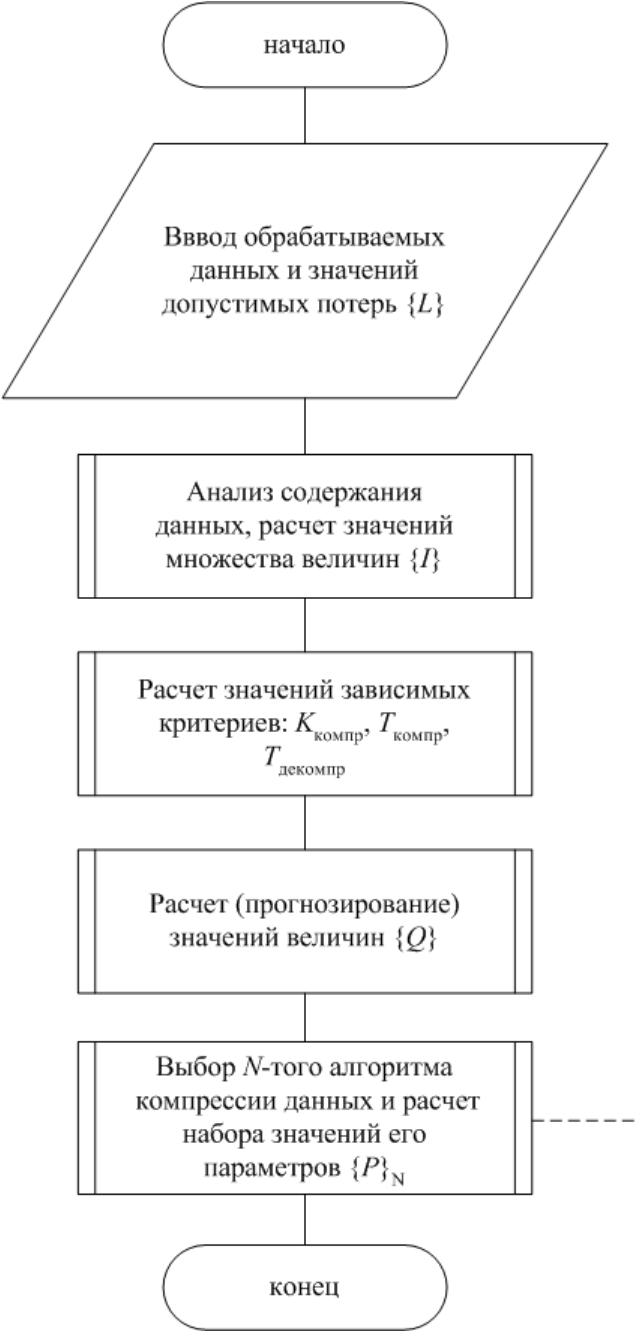 начало
Вввод обрабатываемых
данных и значений
допустимых потерь {L}
Анализ содержания
данных, расчет значений
множества величин {I}
Расчет значений зависимых
критериев: Kкомпр, Tкомпр,
Tдекомпр
Расчет (прогнозирование)
значений величин {Q}
Выбор N-того алгоритма
компрессии данных и расчет
набора значений его
параметров {P}N
конец